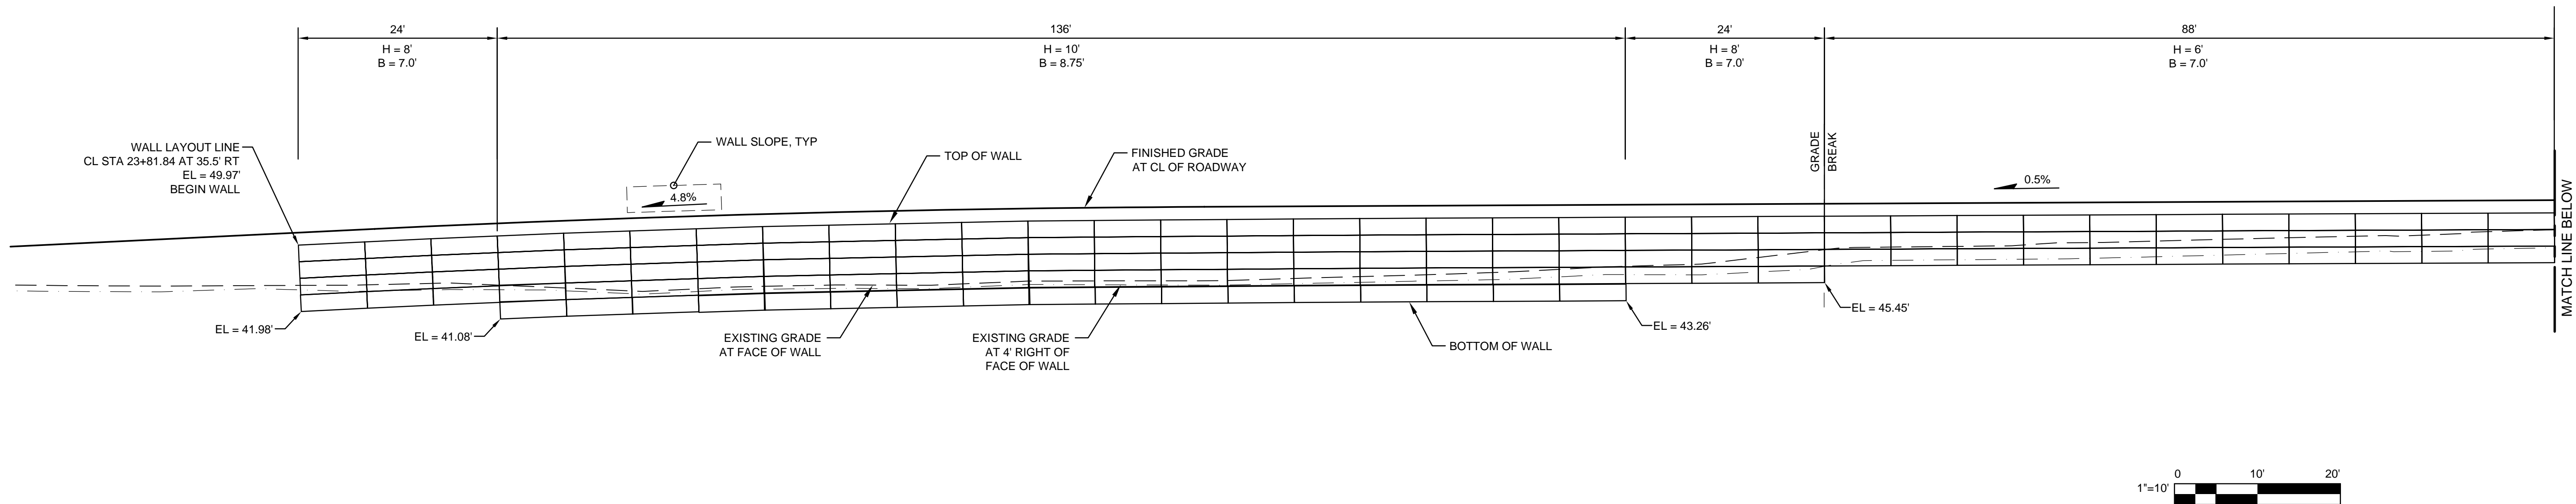 24'
H = 8'
B = 7.0'
136'
H = 10'
B = 8.75'
24'
H = 8'
B = 7.0'
88'
H = 6'
B = 7.0'
WALL LAYOUT LINE
CL STA 23+81.84 AT 35.5' RT
EL = 49.97'
BEGIN WALL
WALL SLOPE, TYP
4.8%
TOP OF WALL
FINISHED GRADE
AT CL OF ROADWAY
GRADE
BREAK
0.5%
MATCH LINE BELOW
EL = 41.98'
EL = 41.08'
EXISTING GRADE
AT FACE OF WALL
EXISTING GRADE
AT 4' RIGHT OF
FACE OF WALL
BOTTOM OF WALL
EL = 43.26'
EL = 45.45'
0 10' 20'
1"=10'